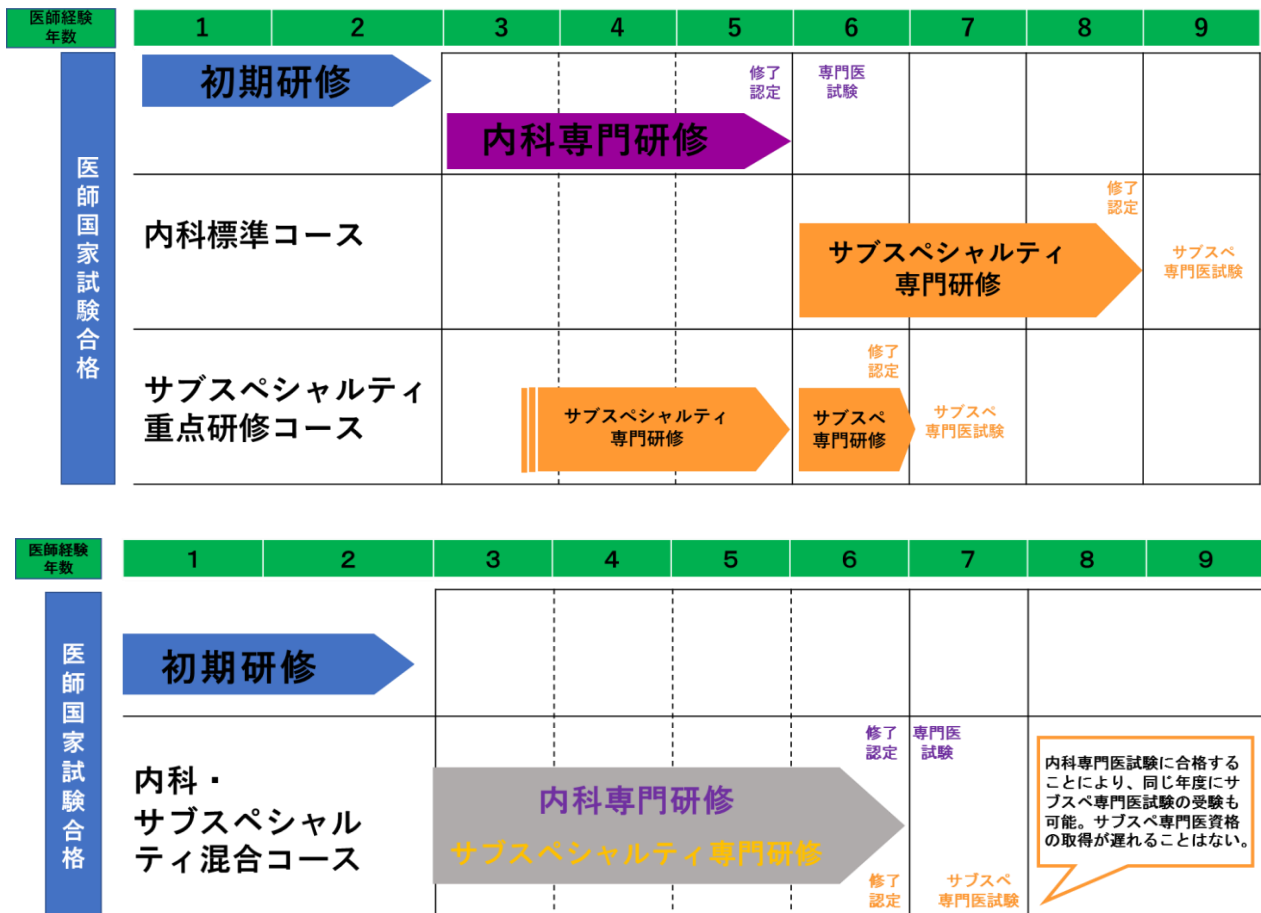 医師経験
年数
1
2
3
4
5
6
7
8
9
医師国家試験合格
初期研修
修了
認定
専門医
試験
内科専門研修
内科標準コース
修了
認定
サブスペシャルティ
専門研修
サブスペ
専門医試験
サブスペシャルティ
重点研修コース
サブスペシャルティ
専門研修
修了
認定
サブスペ
専門研修
サブスペ
専門医試験
医師経験
年数
1
2
3
4
5
6
7
8
9
医師国家試験合格
初期研修
内科・
サブスペシャル
ティ混合コース
修了
認定
専門医
試験
内科専門研修
サブスペシャルティ専門研修
修了
認定
サブスペ
専門医試験
内科専門医試験に合格する
ことにより、同じ年度にサ
ブスペ専門医試験の受験も
可能。サブスペ専門医資格
の取得が遅れることはない。